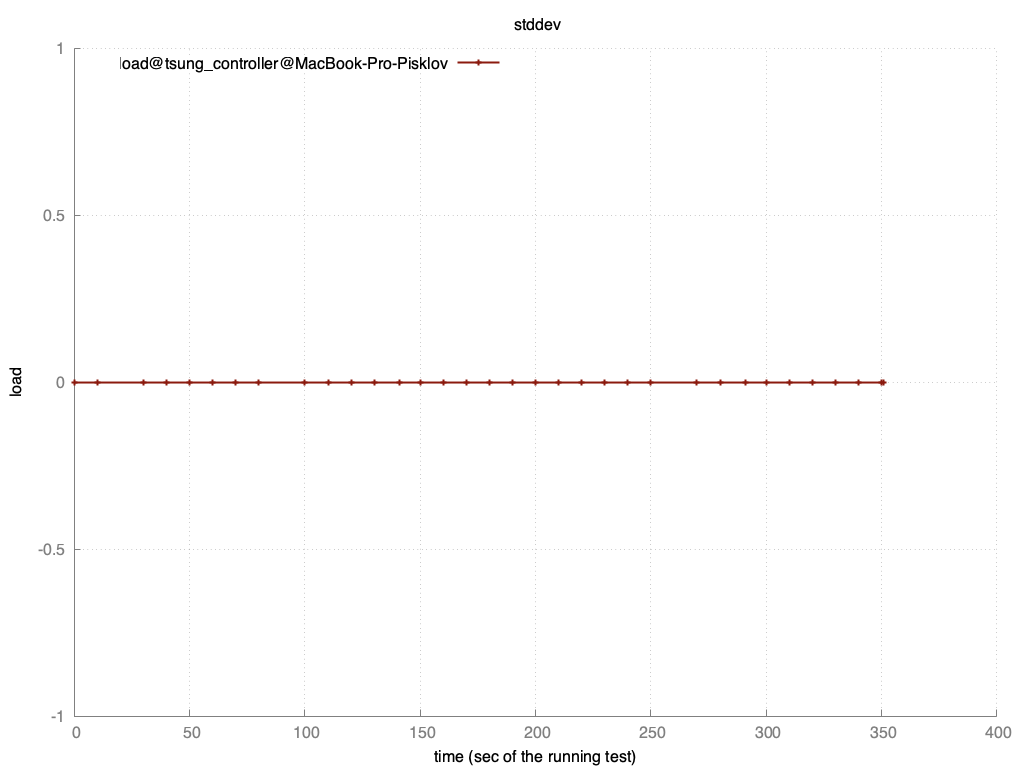 stddev
load@tsung_controller@MacBook-Pro-Pisklov
1
0.5
0
-0.5
-1
load
0 50 100 150 200 250 300 350 400
time (sec of the running test)